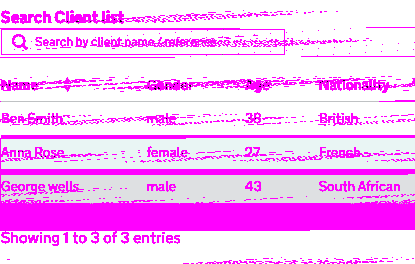 Search Client list
Search by client name / reference
Name Gender Age Nationality
Ben Smith male 38 British
Anna Rose female 27 French
George wells male 43 South African
Showing 1 to 3 of 3 entries